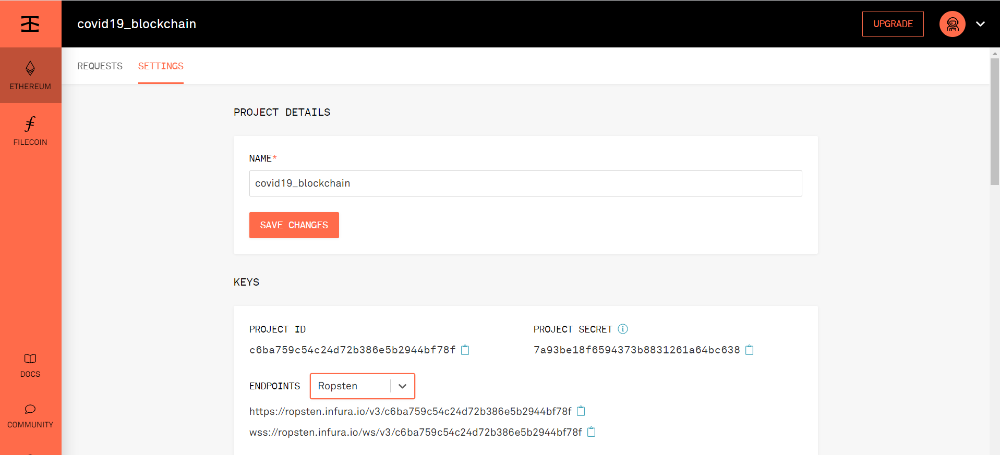 covid19_blockchain
UPGRADE
ETHEREUM
FILECOIN
DOCS
COMMUNITY
REQUESTS SETTINGS
PROJECT DETAILS
NAME*
covid19_blockchain
SAVE CHANGES
KEYS
PROJECT ID
c6ba759c54c24d72b386e5b2944bf78f
PROJECT SECRET
7a93be18f6594373b8831261a64bc638
ENDPOINTS Ropsten
https://ropsten.infura.io/v3/c6ba759c54c24d72b386e5b2944bf78f
wss://ropsten.infura.io/ws/v3/c6ba759c54c24d72b386e5b2944bf78f